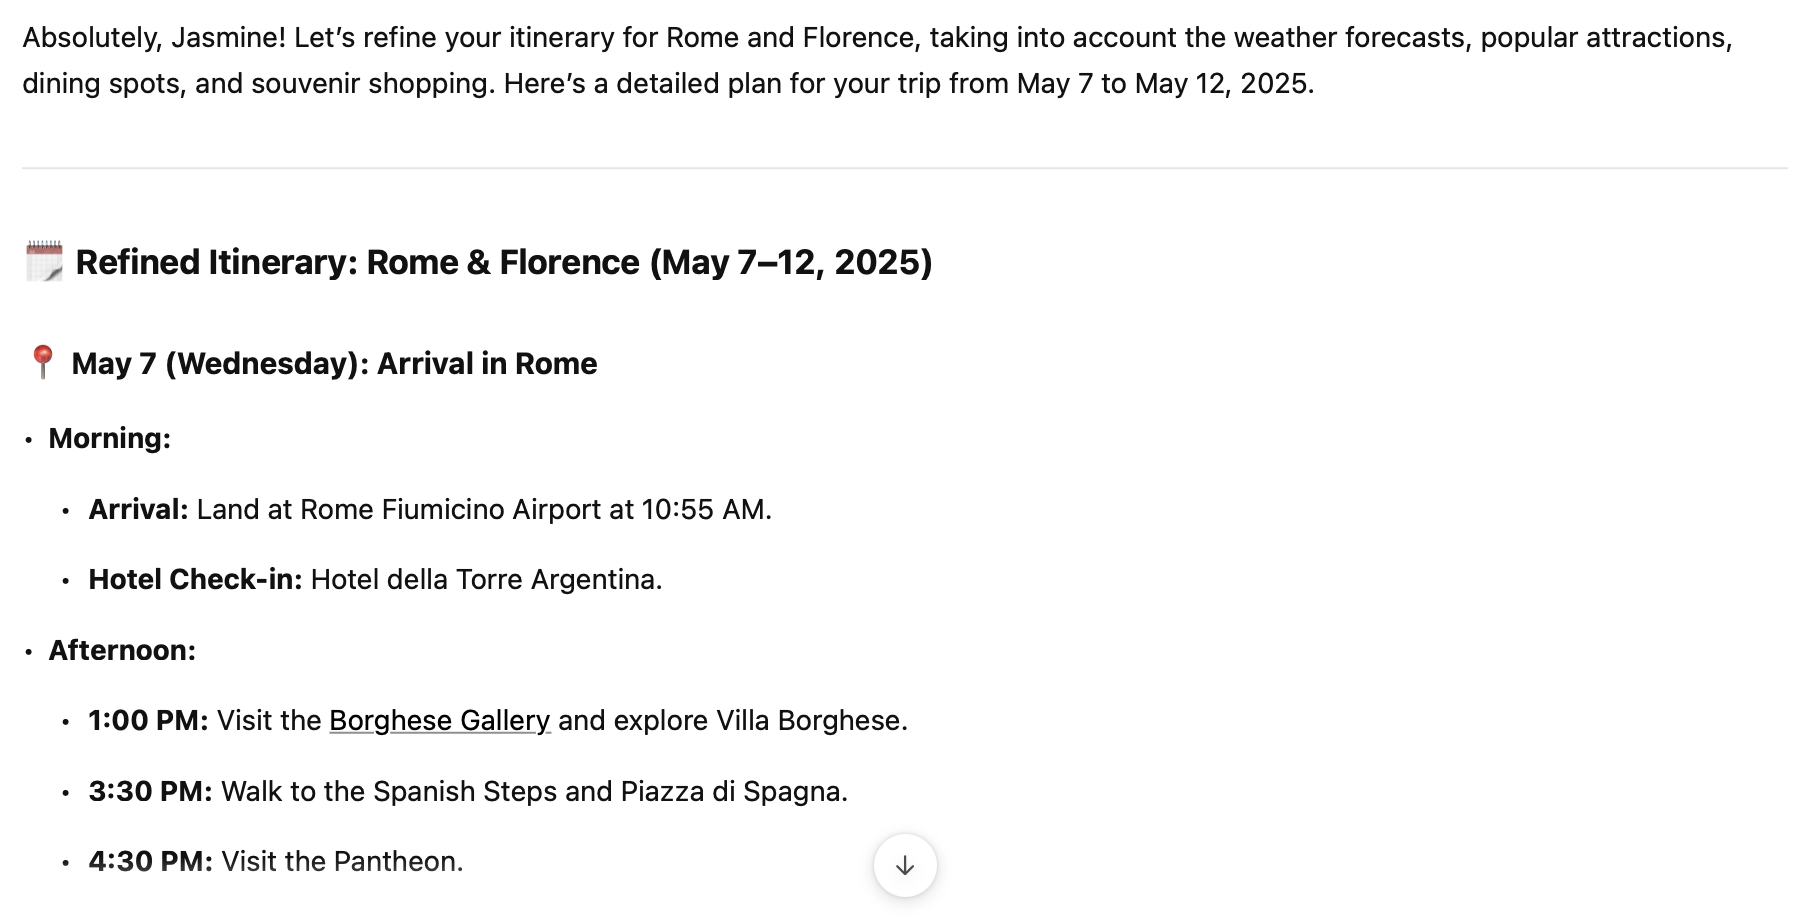 Absolutely, Jasmine! Let’s refine your itinerary for Rome and Florence, taking into account the weather forecasts, popular attractions,
dining spots, and souvenir shopping. Here’s a detailed plan for your trip from May 7 to May 12, 2025.
Refined Itinerary: Rome & Florence (May 7–12, 2025)
May 7 (Wednesday): Arrival in Rome
• Morning:
• Arrival: Land at Rome Fiumicino Airport at 10:55 AM.
• Hotel Check-in: Hotel della Torre Argentina.
• Afternoon:
• 1:00 PM: Visit the Borghese Gallery and explore Villa Borghese.
• 3:30 PM: Walk to the Spanish Steps and Piazza di Spagna.
• 4:30 PM: Visit the Pantheon.